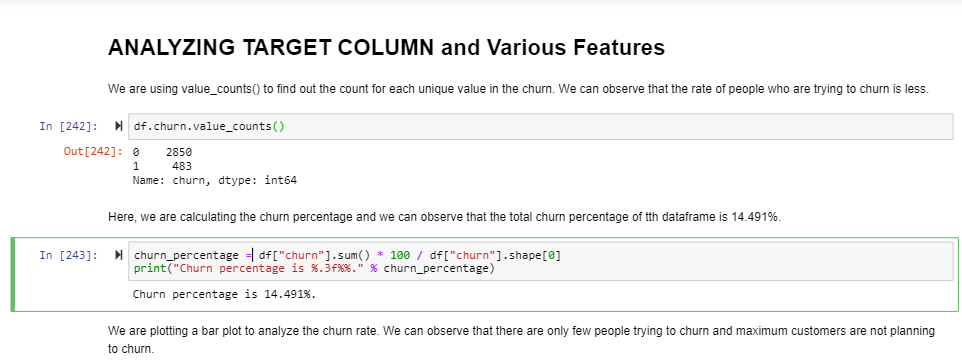 ANALYZING TARGET COLUMN and Various Features
We are using value_counts() to find out the count for each unique value in the churn. We can observe that the rate of people who are trying to churn is less.
In [242]: df.churn.value_counts()
Out[242]: 0    2850
1     483
Name: churn, dtype: int64
Here, we are calculating the churn percentage and we can observe that the total churn percentage of tth dataframe is 14.491%.
In [243]: churn_percentage = df["churn"].sum() * 100 / df["churn"].shape[0]
print("Churn percentage is %.3f%%." % churn_percentage)
Churn percentage is 14.491%.
We are plotting a bar plot to analyze the churn rate. We can observe that there are only few people trying to churn and maximum customers are not planning
to churn.